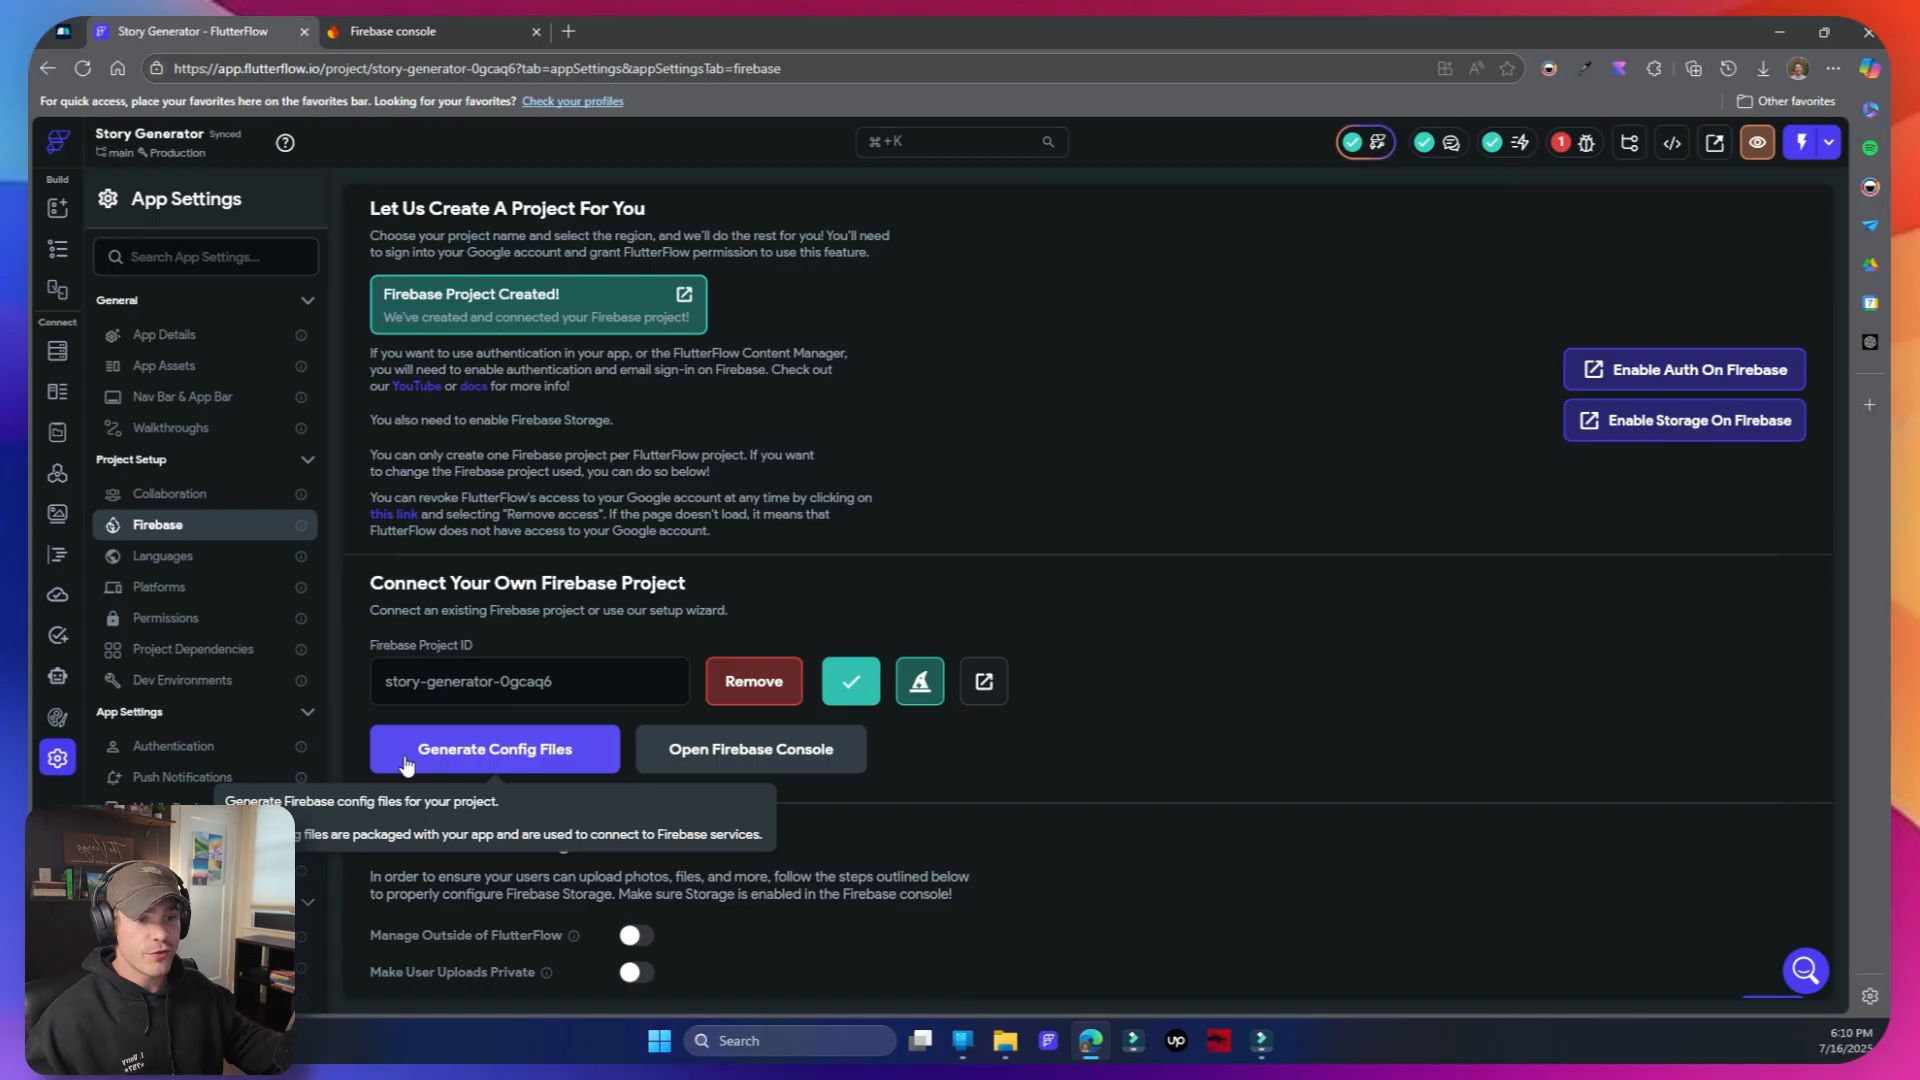 Story Generator - FlutterFlow
Firebase console
https://app.flutterflow.io/project/story-generator-0gcaq6?tab=appSettings&appSettingsTab=firebase
For quick access, place your favorites here on the favorites bar. Looking for your favorites? Check your profiles
Other favorites
Story Generator Synced
main Production
⌘+K
1
Build
Connect
App Settings
Search App Settings...
General
App Details
App Assets
Nav Bar & App Bar
Walkthroughs
Project Setup
Collaboration
Firebase
Languages
Platforms
Permissions
Project Dependencies
Dev Environments
App Settings
Authentication
Push Notifications
Let Us Create A Project For You
Choose your project name and select the region, and we'll do the rest for you! You'll need
to sign into your Google account and grant FlutterFlow permission to use this feature.
Firebase Project Created!
We've created and connected your Firebase project!
If you want to use authentication in your app, or the FlutterFlow Content Manager,
you will need to enable authentication and email sign-in on Firebase. Check out
our YouTube or docs for more info!
You also need to enable Firebase Storage.
You can only create one Firebase project per FlutterFlow project. If you want
to change the Firebase project used, you can do so below!
You can revoke FlutterFlow's access to your Google account at any time by clicking on
this link and selecting "Remove access". If the page doesn't load, it means that
FlutterFlow does not have access to your Google account.
Enable Auth On Firebase
Enable Storage On Firebase
Connect Your Own Firebase Project
Connect an existing Firebase project or use our setup wizard.
Firebase Project ID
story-generator-0gcaq6
Remove
Generate Config Files
Open Firebase Console
Generate Firebase config files for your project.
files are packaged with your app and are used to connect to Firebase services.
In order to ensure your users can upload photos, files, and more, follow the steps outlined below
to properly configure Firebase Storage. Make sure Storage is enabled in the Firebase console!
Manage Outside of FlutterFlow
Make User Uploads Private
Search
up
6:10 PM
7/16/2025